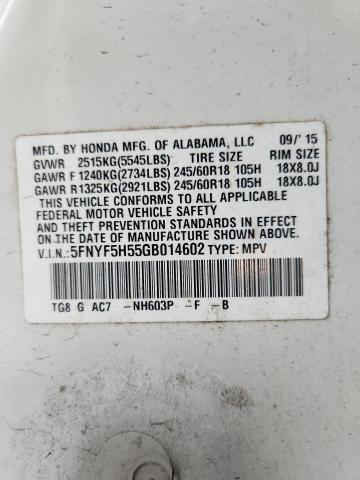 MFD. BY HONDA MFG. OF ALABAMA, LLC 09/'15
GVWR 2515KG(5545LBS) TIRE SIZE RIM SIZE
GAWR F 1240KG(2734LBS) 245/60R18 105H 18X8.0J
GAWR R1325KG(2921LBS) 245/60R18 105H 18X8.0J
THIS VEHICLE CONFORMS TO ALL APPLICABLE
FEDERAL MOTOR VEHICLE SAFETY
AND THEFT PREVENTION STANDARDS IN EFFECT
ON THE DATE OF MANUFACTURE SHOWN ABOVE.
V.I.N.:5FNYF5H55GB014602 TYPE: MPV
TG8 G AC7 -NH603P -F -B